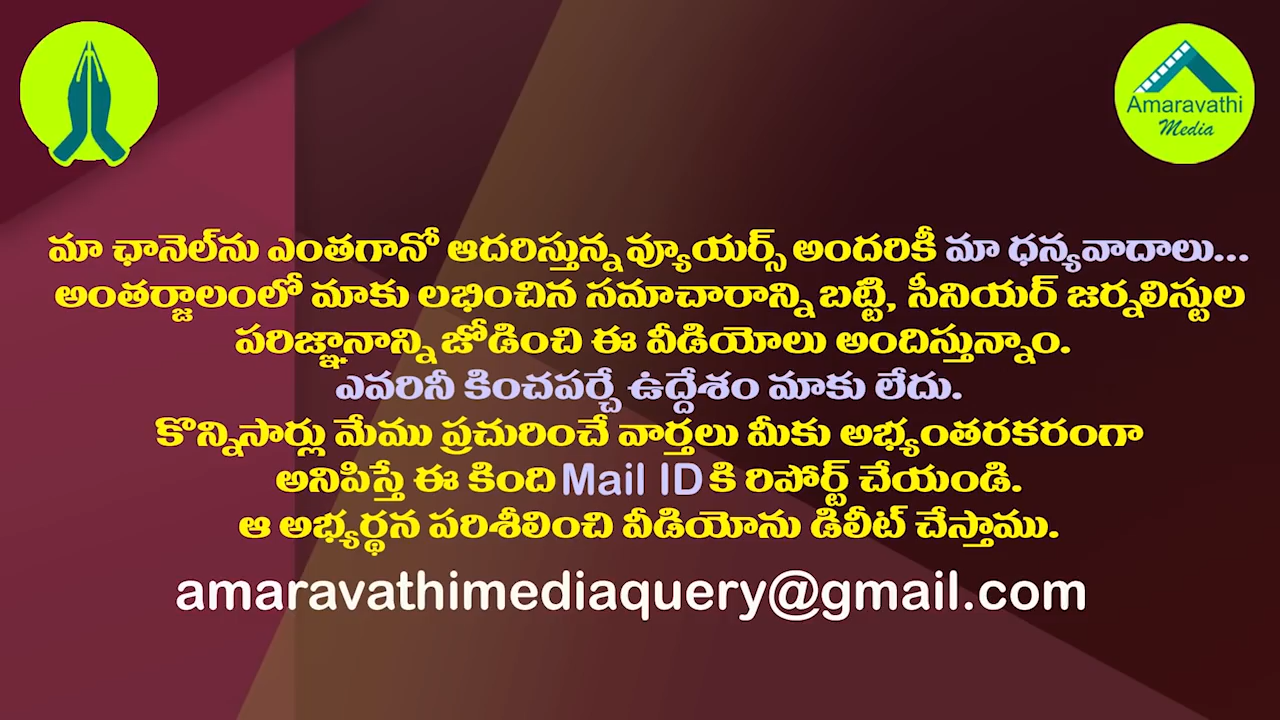 Amaravathi
Media
మా ఛానెల్‌ను ఎంతగానో ఆదరిస్తున్న వ్యూయర్స్ అందరికీ మా ధన్యవాదాలు...
అంతర్జాలంలో మాకు లభించిన సమాచారాన్ని బట్టి, సీనియర్ జర్నలిస్టుల
పరిజ్ఞానాన్ని జోడించి ఈ వీడియోలు అందిస్తున్నాం.
ఎవరినీ కించపర్చే ఉద్దేశం మాకు లేదు.
కొన్నిసార్లు మేము ప్రచురించే వార్తలు మీకు అభ్యంతరకరంగా
అనిపిస్తే ఈ కింది Mail ID కి రిపోర్ట్ చేయండి.
ఆ అభ్యర్థన పరిశీలించి వీడియోను డిలీట్ చేస్తాము.
amaravathimediaquery@gmail.com